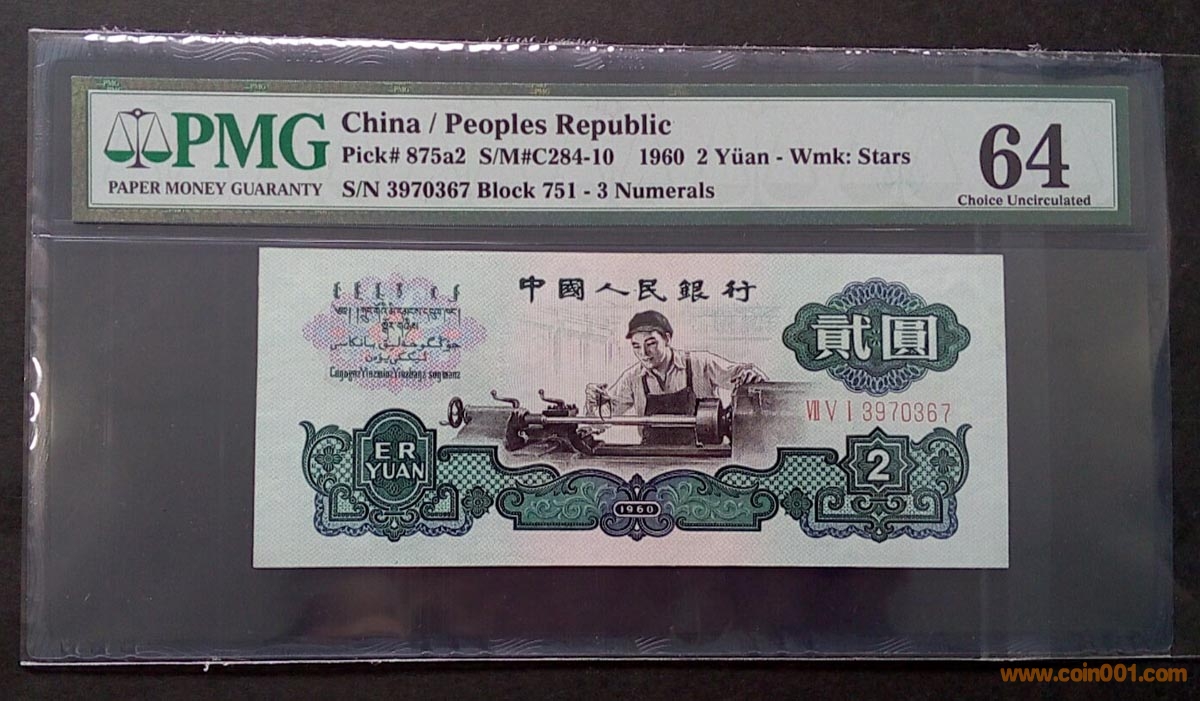 PMG
PAPER MONEY GUARANTY
China / Peoples Republic
Pick# 875a2 S/M#C284-10 1960 2 Yüan - Wmk: Stars
S/N 3970367 Block 751 - 3 Numerals
64
Choice Uncirculated
中國人民銀行
貳圓
VII V I 3970367
ER
YUAN
2
1960
www.coin001.com